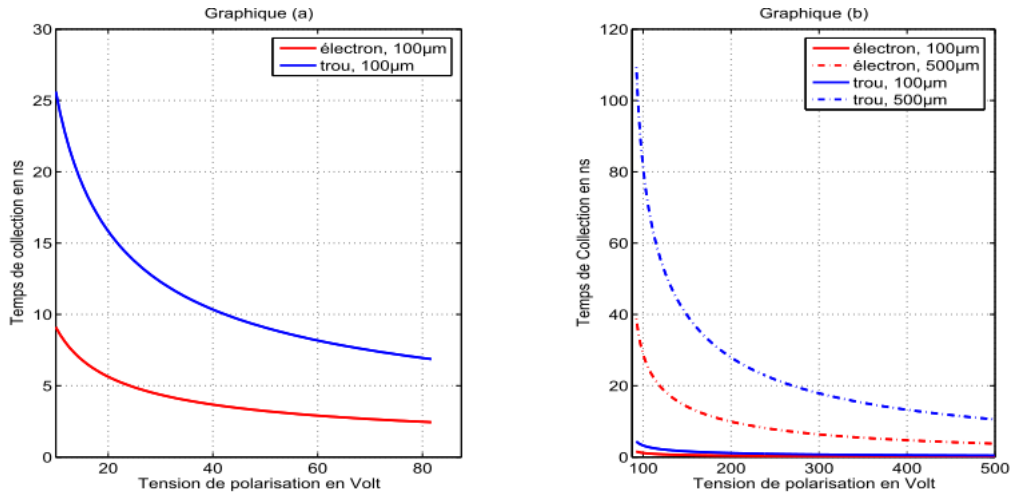 Graphique (a)
30
25
20
15
10
5
0
20
40
60
80
Temps de collection en ns
Tension de polarisation en Volt
électron, 100µm
trou, 100µm
Graphique (b)
120
100
80
60
40
20
0
100
200
300
400
500
Temps de Collection en ns
Tension de polarisation en Volt
électron, 100µm
électron, 500µm
trou, 100µm
trou, 500µm